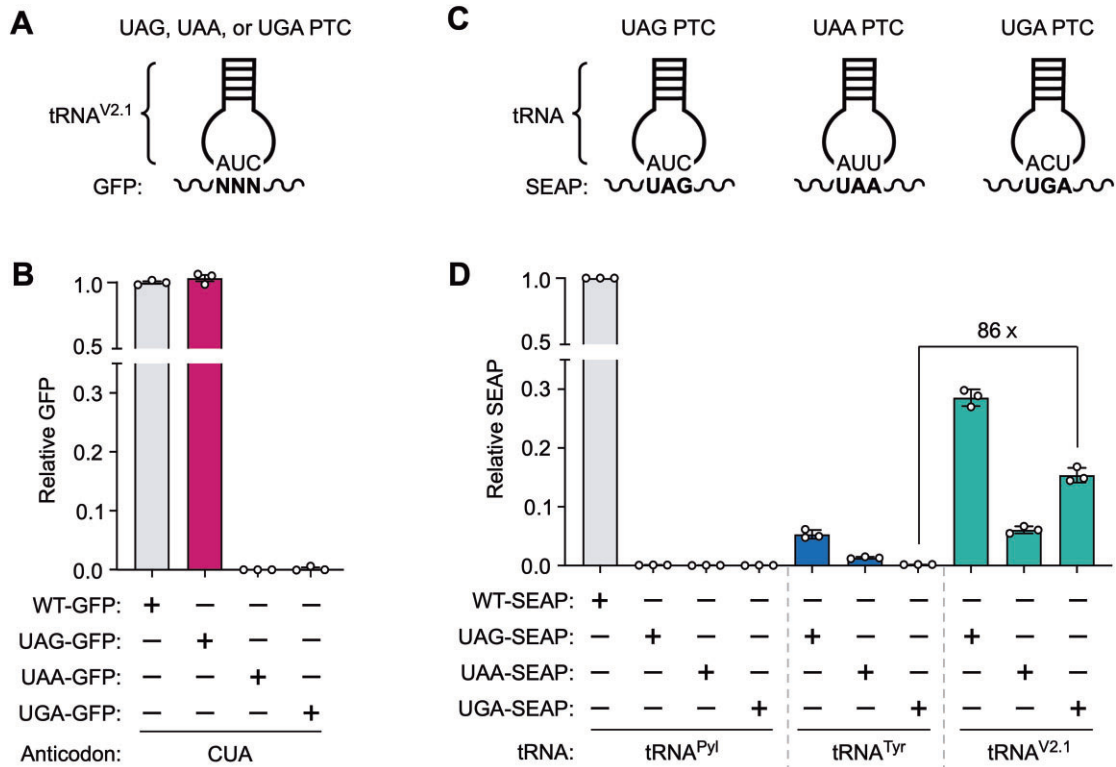 A
UAG, UAA, or UGA PTC
tRNA^V2.1
AUC
GFP: NNN
B
Relative GFP
1.0
0.5
0.3
0.2
0.1
0.0
WT-GFP: + – – –
UAG-GFP: – + – –
UAA-GFP: – – + –
UGA-GFP: – – – +
Anticodon: CUA
C
UAG PTC UAA PTC UGA PTC
tRNA
AUC AUU ACU
SEAP: UAG UAA UGA
D
86 x
Relative SEAP
1.0
0.5
0.3
0.2
0.1
0.0
WT-SEAP: + – – – – – – – – –
UAG-SEAP: – + – – + – – + – –
UAA-SEAP: – – + – – + – – + –
UGA-SEAP: – – – + – – + – – +
tRNA: tRNA^Pyl tRNA^Tyr tRNA^V2.1